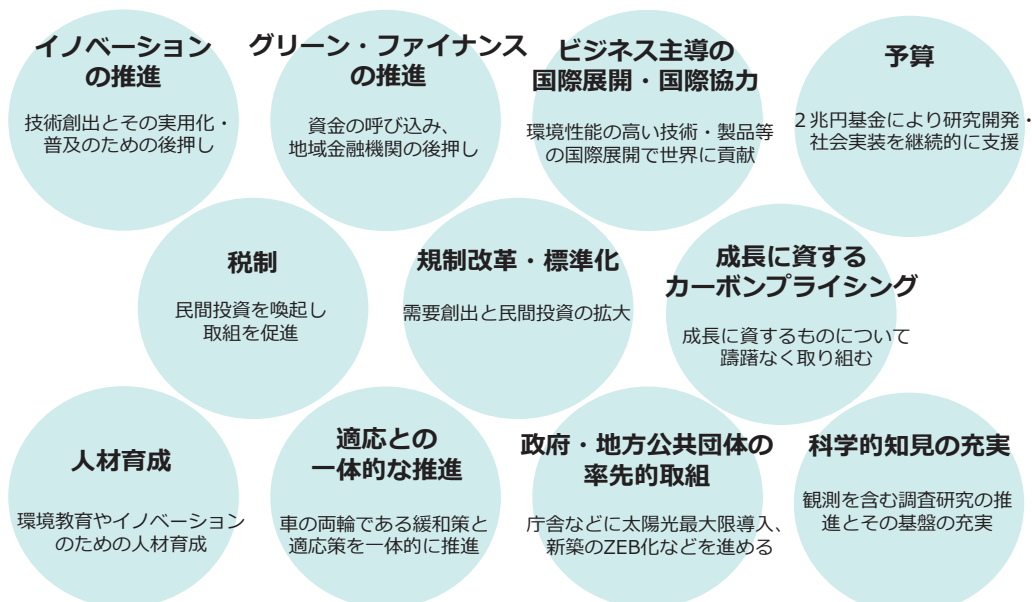 イノベーション
の推進
技術創出とその実用化・
普及のための後押し
グリーン・ファイナンス
の推進
資金の呼び込み、
地域金融機関の後押し
ビジネス主導の
国際展開・国際協力
環境性能の高い技術・製品等
の国際展開で世界に貢献
予算
2兆円基金により研究開発・
社会実装を継続的に支援
税制
民間投資を喚起し
取組を促進
規制改革・標準化
需要創出と民間投資の拡大
成長に資する
カーボンプライシング
成長に資するものについて
躊躇なく取り組む
人材育成
環境教育やイノベーション
のための人材育成
適応との
一体的な推進
車の両輪である緩和策と
適応策を一体的に推進
政府・地方公共団体の
率先的取組
庁舎などに太陽光最大限導入、
新築のZEB化などを進める
科学的知見の充実
観測を含む調査研究の推
進とその基盤の充実